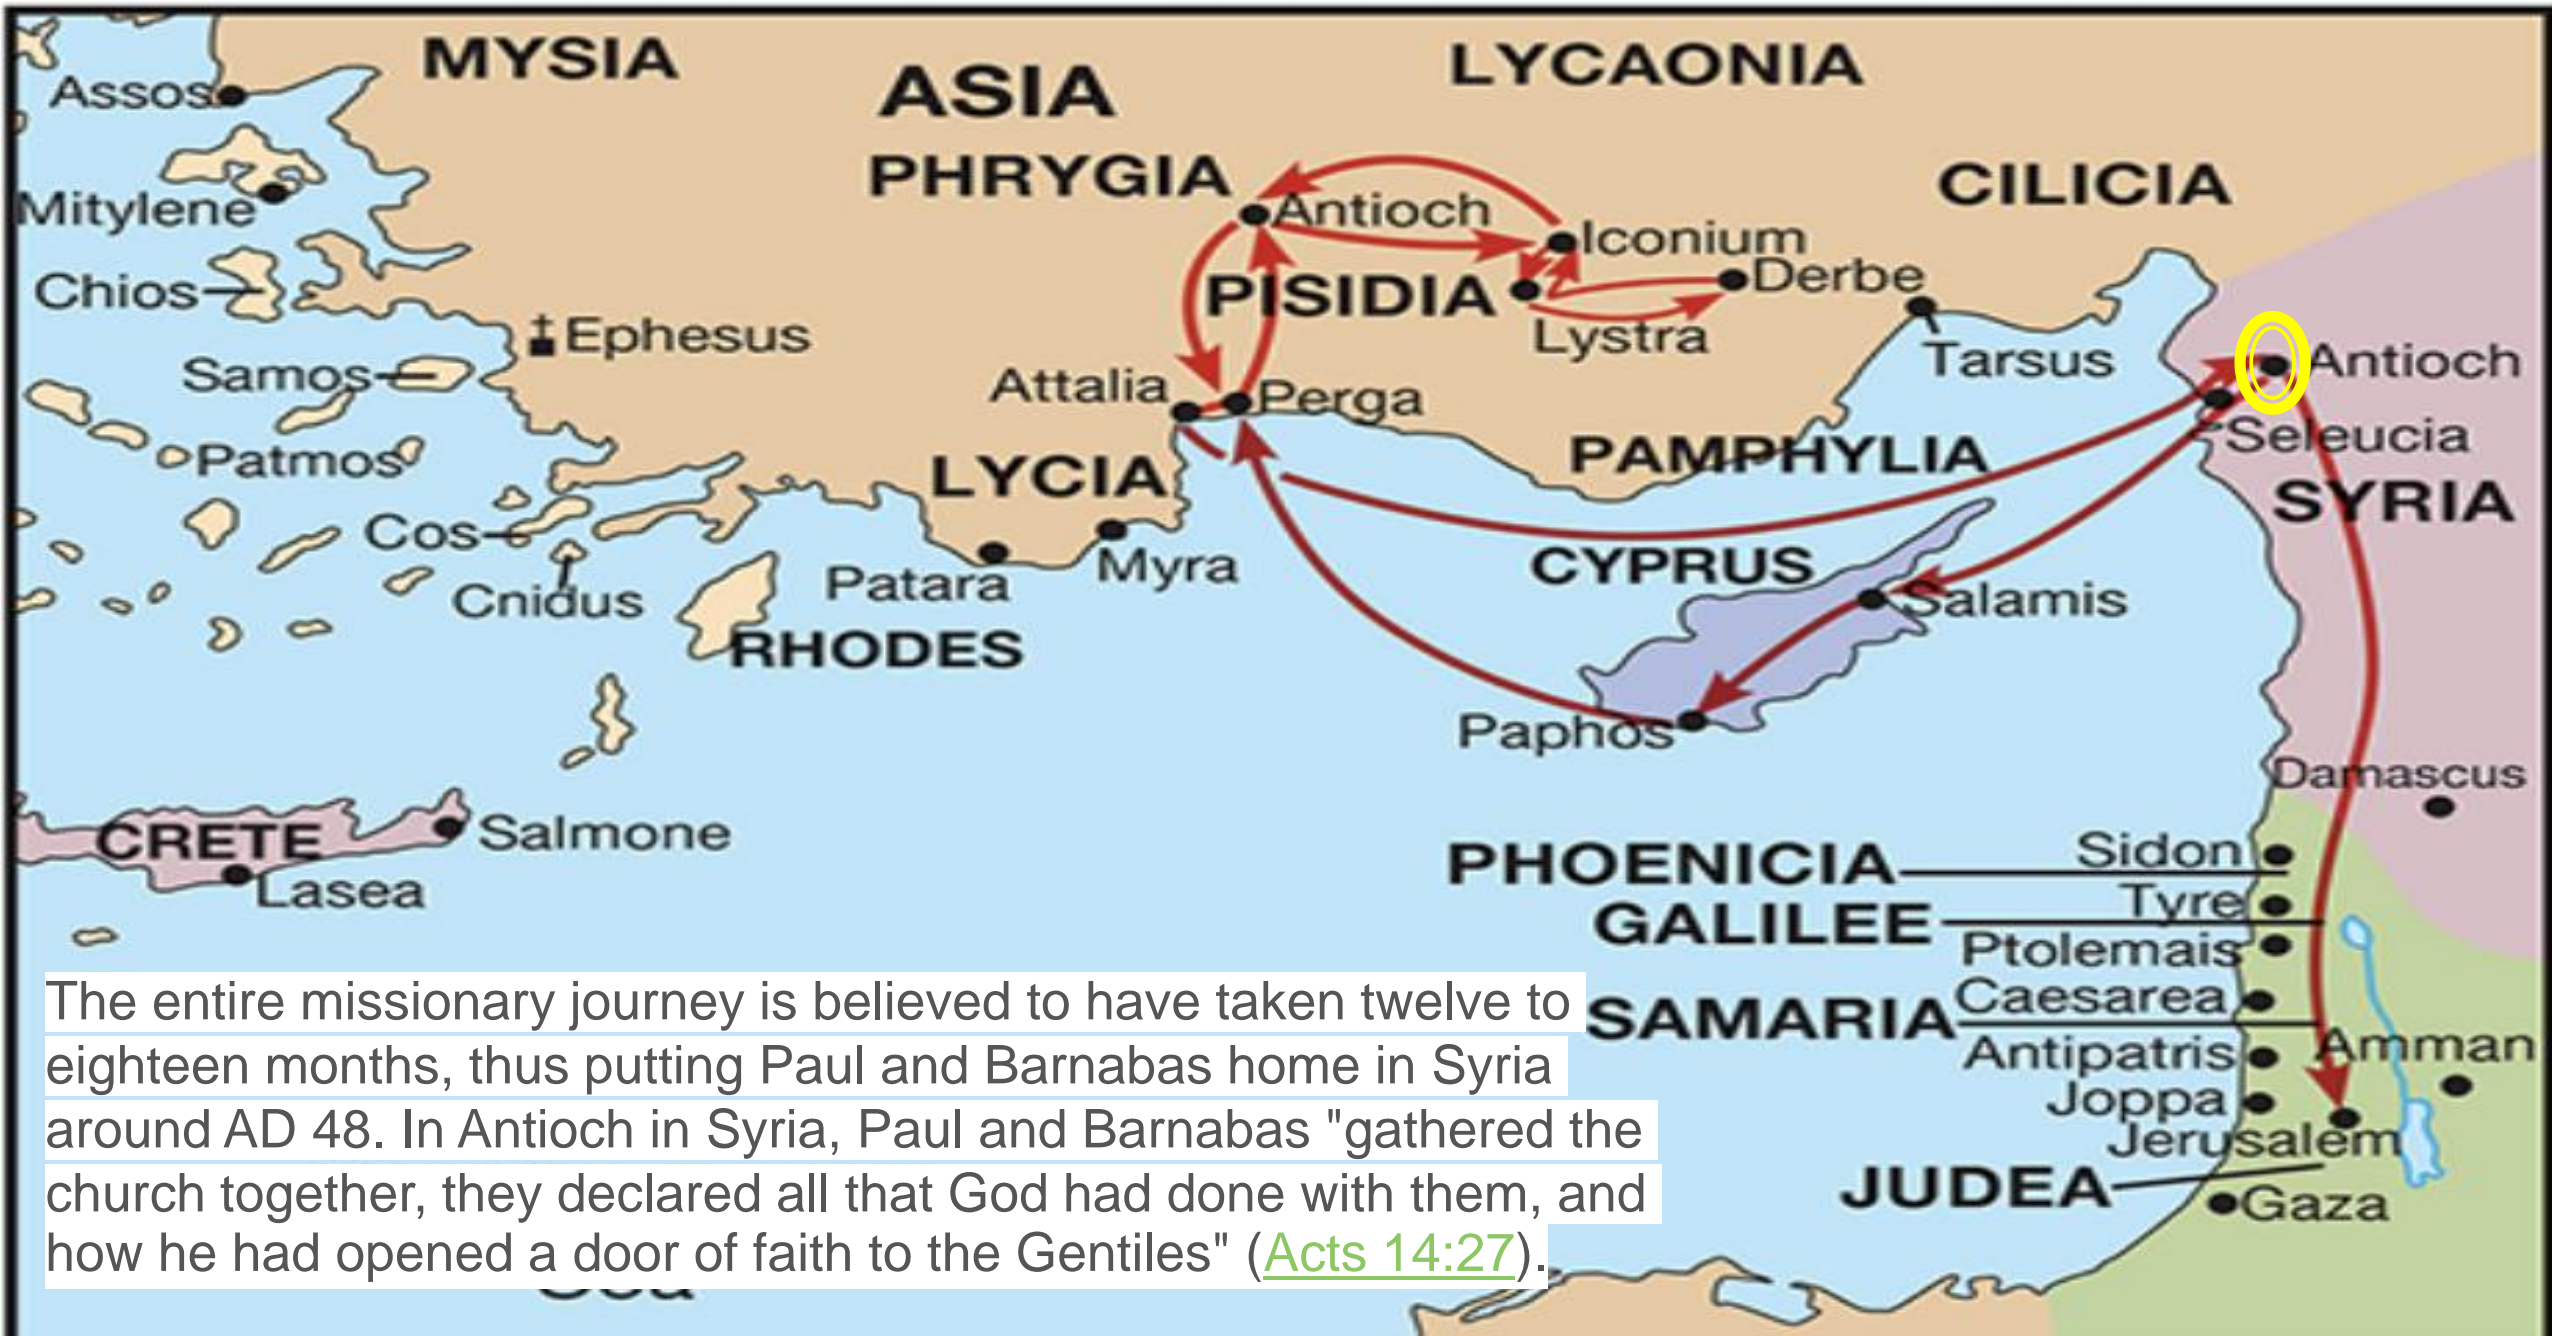 MYSIA
ASIA
LYCAONIA
Assos
PHRYGIA
CILICIA
Mitylene
Antioch
Iconium
Chios
PISIDIA
Derbe
Ephesus
Lystra
Samos
Tarsus
Antioch
Attalia
Perga
Patmos
LYCIA
PAMPHYLIA
Seleucia
SYRIA
Cos
Cnidus
Patara
Myra
CYPRUS
Salamis
RHODES
Paphos
Damascus
CRETE
Salmone
Lasea
PHOENICIA
Sidon
GALILEE
Tyre
Ptolemais
SAMARIA
Caesarea
Antipatris
Amman
Joppa
Jerusalem
JUDEA
Gaza
The entire missionary journey is believed to have taken twelve to
eighteen months, thus putting Paul and Barnabas home in Syria
around AD 48. In Antioch in Syria, Paul and Barnabas "gathered the
church together, they declared all that God had done with them, and
how he had opened a door of faith to the Gentiles" (Acts 14:27).